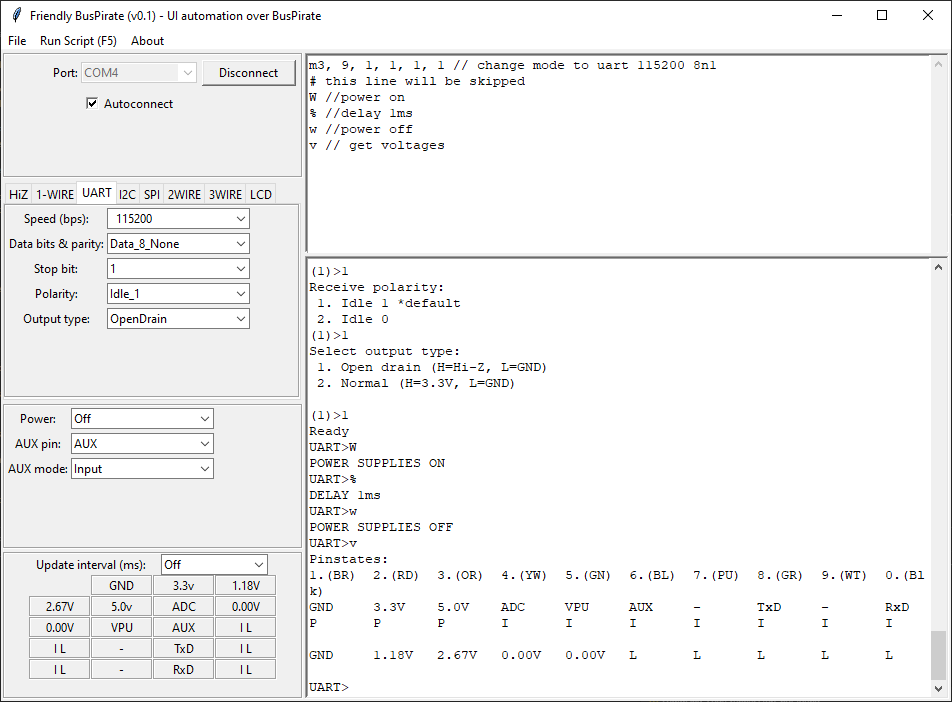 Friendly BusPirate (v0.1) - UI automation over BusPirate
File Run Script (F5) About
Port: COM4 Disconnect
Autoconnect
HiZ 1-WIRE UART I2C SPI 2WIRE 3WIRE LCD
Speed (bps): 115200
Data bits & parity: Data_8_None
Stop bit: 1
Polarity: Idle_1
Output type: OpenDrain
Power: Off
AUX pin: AUX
AUX mode: Input
Update interval (ms): Off
GND 3.3v 1.18V
2.67V 5.0v ADC 0.00V
0.00V VPU AUX I L
I L - TxD I L
I L - RxD I L
m3, 9, 1, 1, 1, 1 // change mode to uart 115200 8n1
# this line will be skipped
W //power on
% //delay 1ms
w //power off
v // get voltages
(1)>1
Receive polarity:
1. Idle 1 *default
2. Idle 0
(1)>1
Select output type:
1. Open drain (H=Hi-Z, L=GND)
2. Normal (H=3.3V, L=GND)
(1)>1
Ready
UART>W
POWER SUPPLIES ON
UART>%
DELAY 1ms
UART>w
POWER SUPPLIES OFF
UART>v
Pinstates:
1.(BR) 2.(RD) 3.(OR) 4.(YW) 5.(GN) 6.(BL) 7.(PU) 8.(GR) 9.(WT) 0.(Bl
k)
GND 3.3V 5.0V ADC VPU AUX - TxD - RxD
P P P I I I I I I I
GND 1.18V 2.67V 0.00V 0.00V L L L L L
UART>